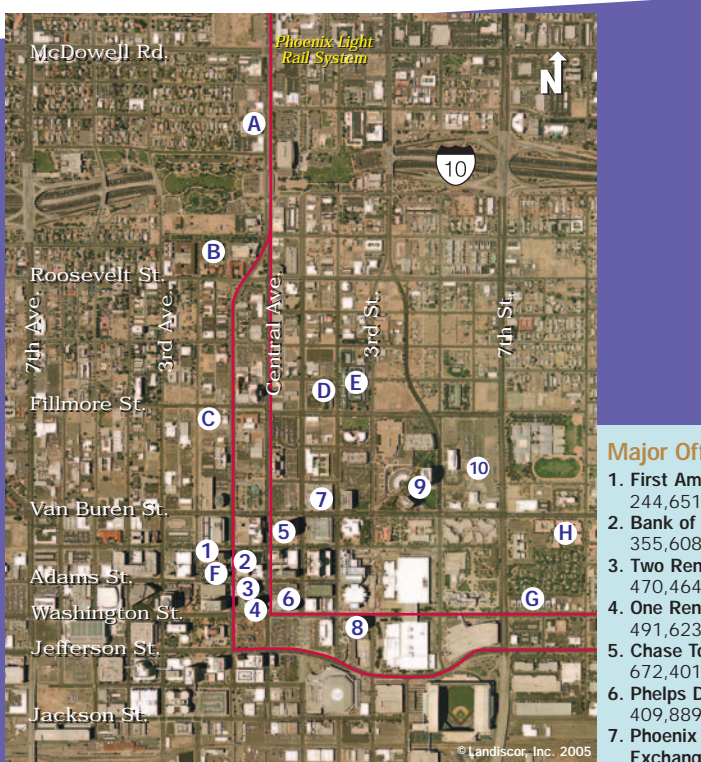 McDowell Rd.
Phoenix Light
Rail System
N
A
10
B
Roosevelt St.
7th Ave.
3rd Ave.
Central Ave.
3rd St.
7th St.
D
E
Fillmore St.
C
10
9
7
Van Buren St.
5
H
1
2
F
Adams St.
3
4
6
G
Washington St.
8
Jefferson St.
Jackson St.
©Landiscor, Inc. 2005
Major Off
1. First Am
244,651
2. Bank of
355,608
3. Two Ren
470,464
4. One Ren
491,623
5. Chase To
672,401
6. Phelps D
409,889
7. Phoenix
Exchang